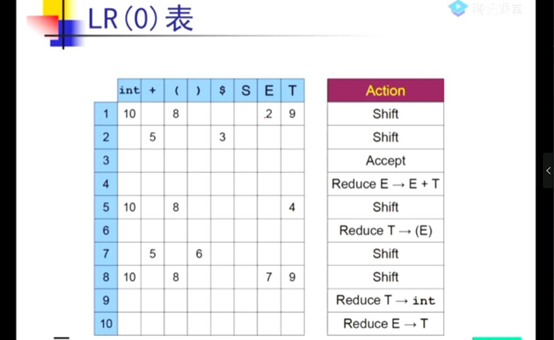 LR(0)表
int + ( ) $ S E T Action
1 10 8 2 9 Shift
2 5 3 Shift
3 Accept
4 Reduce E → E + T
5 10 8 4 Shift
6 Reduce T → (E)
7 5 6 Shift
8 10 8 7 9 Shift
9 Reduce T → int
10 Reduce E → T